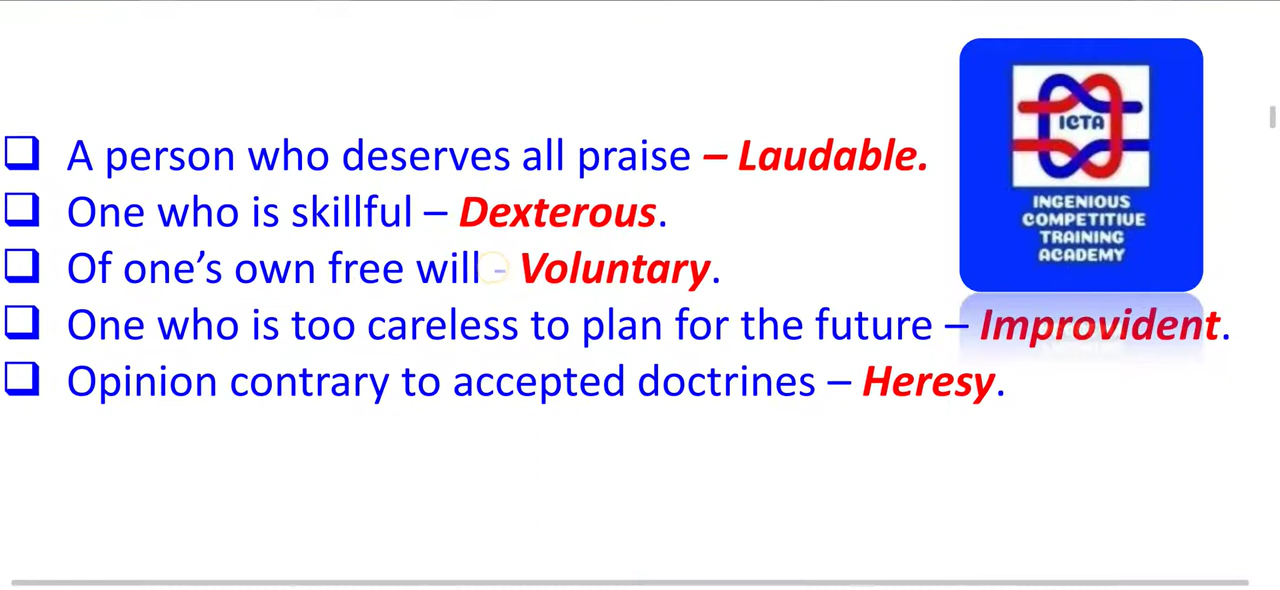 ❑ A person who deserves all praise – Laudable.
❑ One who is skillful – Dexterous.
❑ Of one’s own free will - Voluntary.
❑ One who is too careless to plan for the future – Improvident.
❑ Opinion contrary to accepted doctrines – Heresy.
ICTA
INGENIOUS
COMPETITIVE
TRAINING
ACADEMY